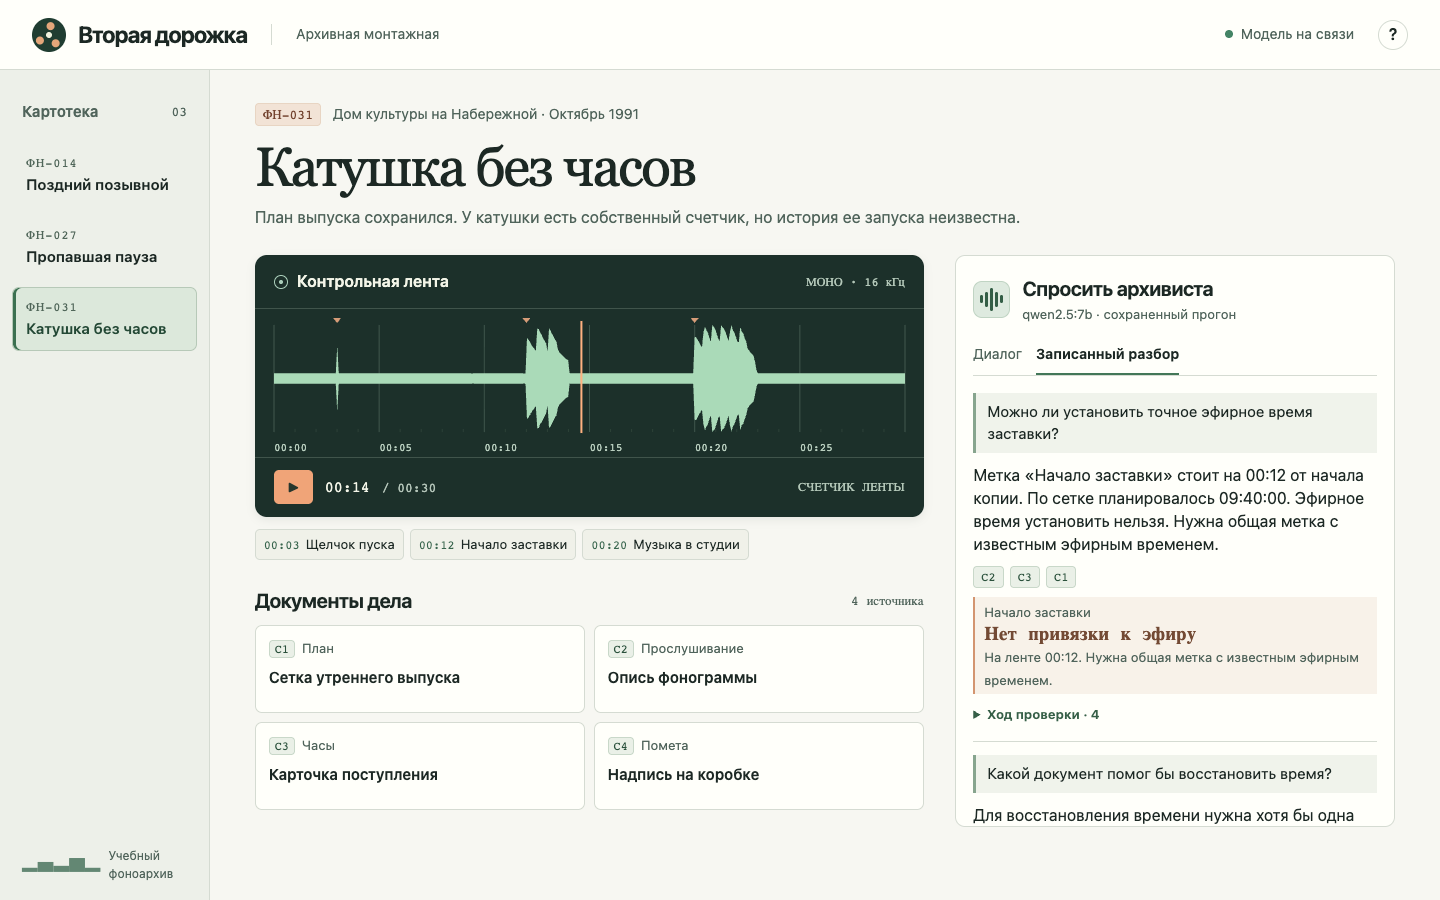 Вторая дорожка
Архивная монтажная
Модель на связи
?
Картотека 03
ФН-014
Поздний позывной
ФН-027
Пропавшая пауза
ФН-031
Катушка без часов
Учебный
фоноархив
ФН-031 Дом культуры на Набережной · Октябрь 1991
Катушка без часов
План выпуска сохранился. У катушки есть собственный счетчик, но история ее запуска неизвестна.
Контрольная лента
МОНО · 16 кГц
00:00 00:05 00:10 00:15 00:20 00:25
00:14 / 00:30
СЧЕТЧИК ЛЕНТЫ
00:03 Щелчок пуска
00:12 Начало заставки
00:20 Музыка в студии
Документы дела
4 источника
С1 План
Сетка утреннего выпуска
С2 Прослушивание
Опись фонограммы
С3 Часы
Карточка поступления
С4 Помета
Надпись на коробке
Спросить архивиста
qwen2.5:7b · сохраненный прогон
Диалог
Записанный разбор
Можно ли установить точное эфирное время
заставки?
Метка «Начало заставки» стоит на 00:12 от начала
копии. По сетке планировалось 09:40:00. Эфирное
время установить нельзя. Нужна общая метка с
известным эфирным временем.
С2 С3 С1
Начало заставки
Нет привязки к эфиру
На ленте 00:12. Нужна общая метка с известным эфирным
временем.
Ход проверки · 4
Какой документ помог бы восстановить время?
Для восстановления времени нужна хотя бы одна